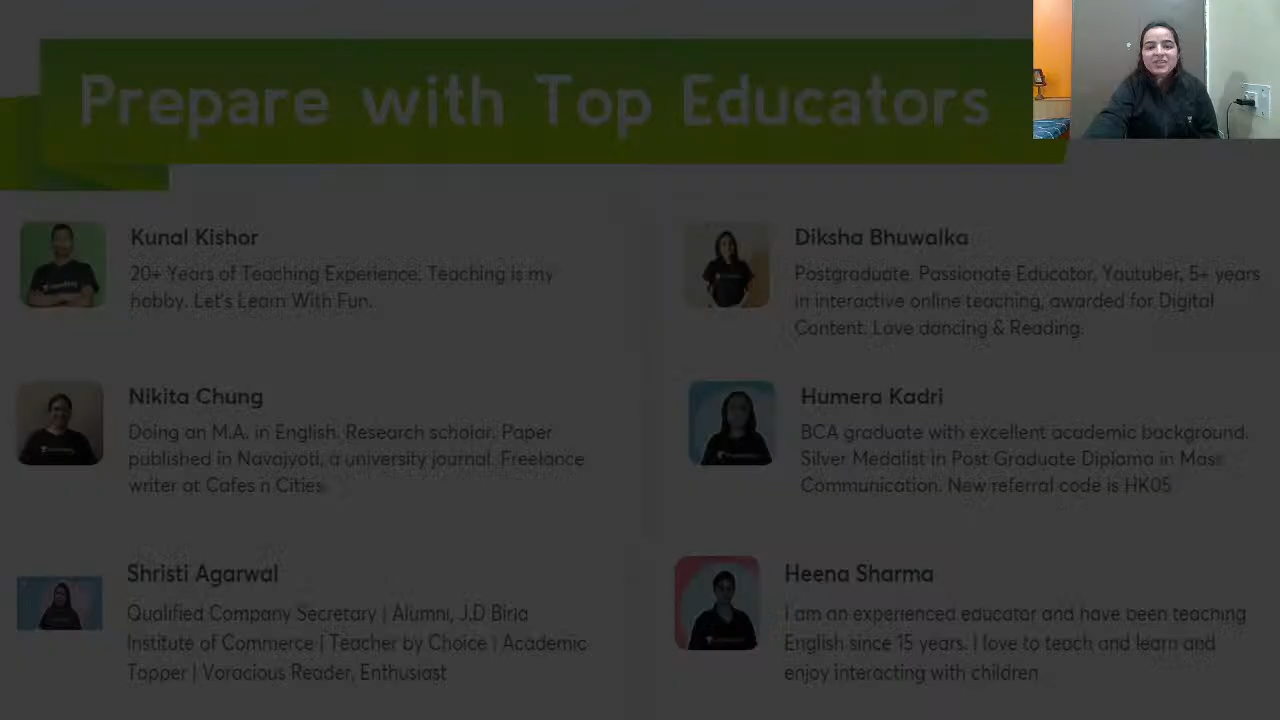 Prepare with Top Educators
Kunal Kishor
20+ Years of Teaching Experience. Teaching is my
hobby. Let's Learn With Fun.
Diksha Bhuwalka
Postgraduate. Passionate Educator, Youtuber, 5+ years
in interactive online teaching, awarded for Digital
Content. Love dancing & Reading.
Nikita Chung
Doing an M.A. in English. Research scholar. Paper
published in Navajyoti, a university journal. Freelance
writer at Cafes n Cities
Humera Kadri
BCA graduate with excellent academic background.
Silver Medalist in Post Graduate Diploma in Mass
Communication. New referral code is HK05
Shristi Agarwal
Qualified Company Secretary | Alumni, J.D Birla
Institute of Commerce | Teacher by Choice | Academic
Topper | Voracious Reader, Enthusiast
Heena Sharma
I am an experienced educator and have been teaching
English since 15 years. I love to teach and learn and
enjoy interacting with children